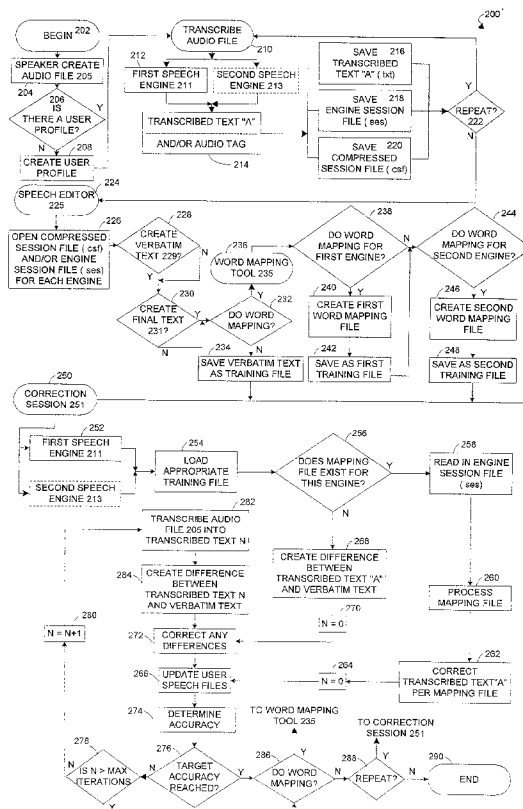 200
BEGIN
202
SPEAKER CREATE
AUDIO FILE 205
204
206
IS
THERE A USER
PROFILE?
Y
N
208
CREATE USER
PROFILE
TRANSCRIBE
AUDIO FILE
210
212
FIRST SPEECH
ENGINE 211
SECOND SPEECH
ENGINE 213
TRANSCRIBED TEXT "A"
AND/OR AUDIO TAG
214
SAVE 216
TRANSCRIBED
TEXT "A" (txt)
SAVE 218
ENGINE SESSION
FILE (ses)
SAVE 220
COMPRESSED
SESSION FILE (csf)
Y
REPEAT?
222
N
224
SPEECH EDITOR
225
226
OPEN COMPRESSED
SESSION FILE (csf)
AND/OR ENGINE
SESSION FILE (ses)
FOR EACH ENGINE
228
CREATE
VERBATIM
TEXT 229?
N
Y
230
CREATE
FINAL TEXT
231?
Y
N
232
DO WORD
MAPPING?
Y
N
234
SAVE VERBATIM TEXT
AS TRAINING FILE
236
WORD MAPPING
TOOL 235
238
DO WORD
MAPPING FOR
FIRST ENGINE?
N
Y
240
CREATE FIRST
WORD MAPPING
FILE
242
SAVE AS FIRST
TRAINING FILE
244
DO WORD
MAPPING FOR
SECOND ENGINE?
N
Y
246
CREATE SECOND
WORD MAPPING
FILE
248
SAVE AS SECOND
TRAINING FILE
250
CORRECTION
SESSION 251
252
FIRST SPEECH
ENGINE 211
SECOND SPEECH
ENGINE 213
254
LOAD
APPROPRIATE
TRAINING FILE
256
DOES MAPPING
FILE EXIST FOR
THIS ENGINE?
Y
N
258
READ IN ENGINE
SESSION FILE
(ses)
260
PROCESS
MAPPING FILE
262
CORRECT
TRANSCRIBED TEXT"A"
PER MAPPING FILE
268
CREATE DIFFERENCE
BETWEEN
TRANSCRIBED TEXT "A"
AND VERBATIM TEXT
270
N = 0
264
N = 0
282
TRANSCRIBE AUDIO
FILE 205 INTO
TRANSCRIBED TEXT N
284
CREATE DIFFERENCE
BETWEEN
TRANSCRIBED TEXT N
AND VERBATIM TEXT
280
N = N+1
272
CORRECT ANY
DIFFERENCES
266
UPDATE USER
SPEECH FILES
274
DETERMINE
ACCURACY
278
IS N > MAX
ITERATIONS
N
Y
276
TARGET
ACCURACY
REACHED?
N
Y
TO WORD MAPPING
TOOL 235
286
Y
DO WORD
MAPPING?
N
TO CORRECTION
SESSION 251
288
Y
REPEAT?
N
290
END